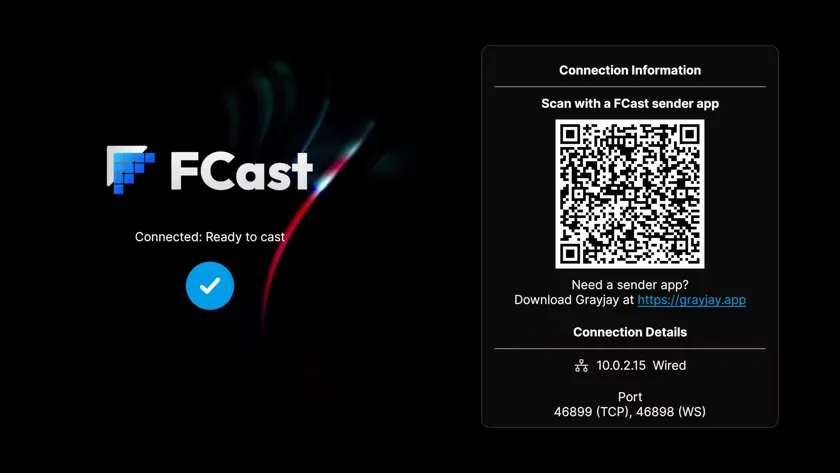 FCast
Connected: Ready to cast
Connection Information
Scan with a FCast sender app
Need a sender app?
Download Grayjay at https://grayjay.app
Connection Details
10.0.2.15 Wired
Port
46899 (TCP), 46898 (WS)